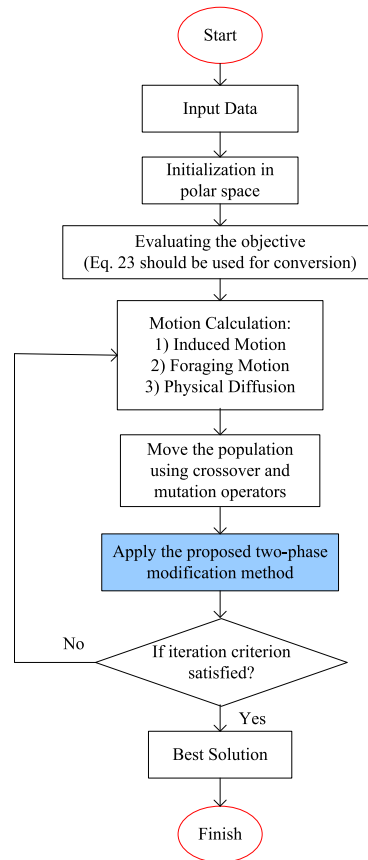 Start
Input Data
Initialization in
polar space
Evaluating the objective
(Eq. 23 should be used for conversion)
Motion Calculation:
1) Induced Motion
2) Foraging Motion
3) Physical Diffusion
Move the population
using crossover and
mutation operators
Apply the proposed two-phase
modification method
No
If iteration criterion
satisfied?
Yes
Best Solution
Finish